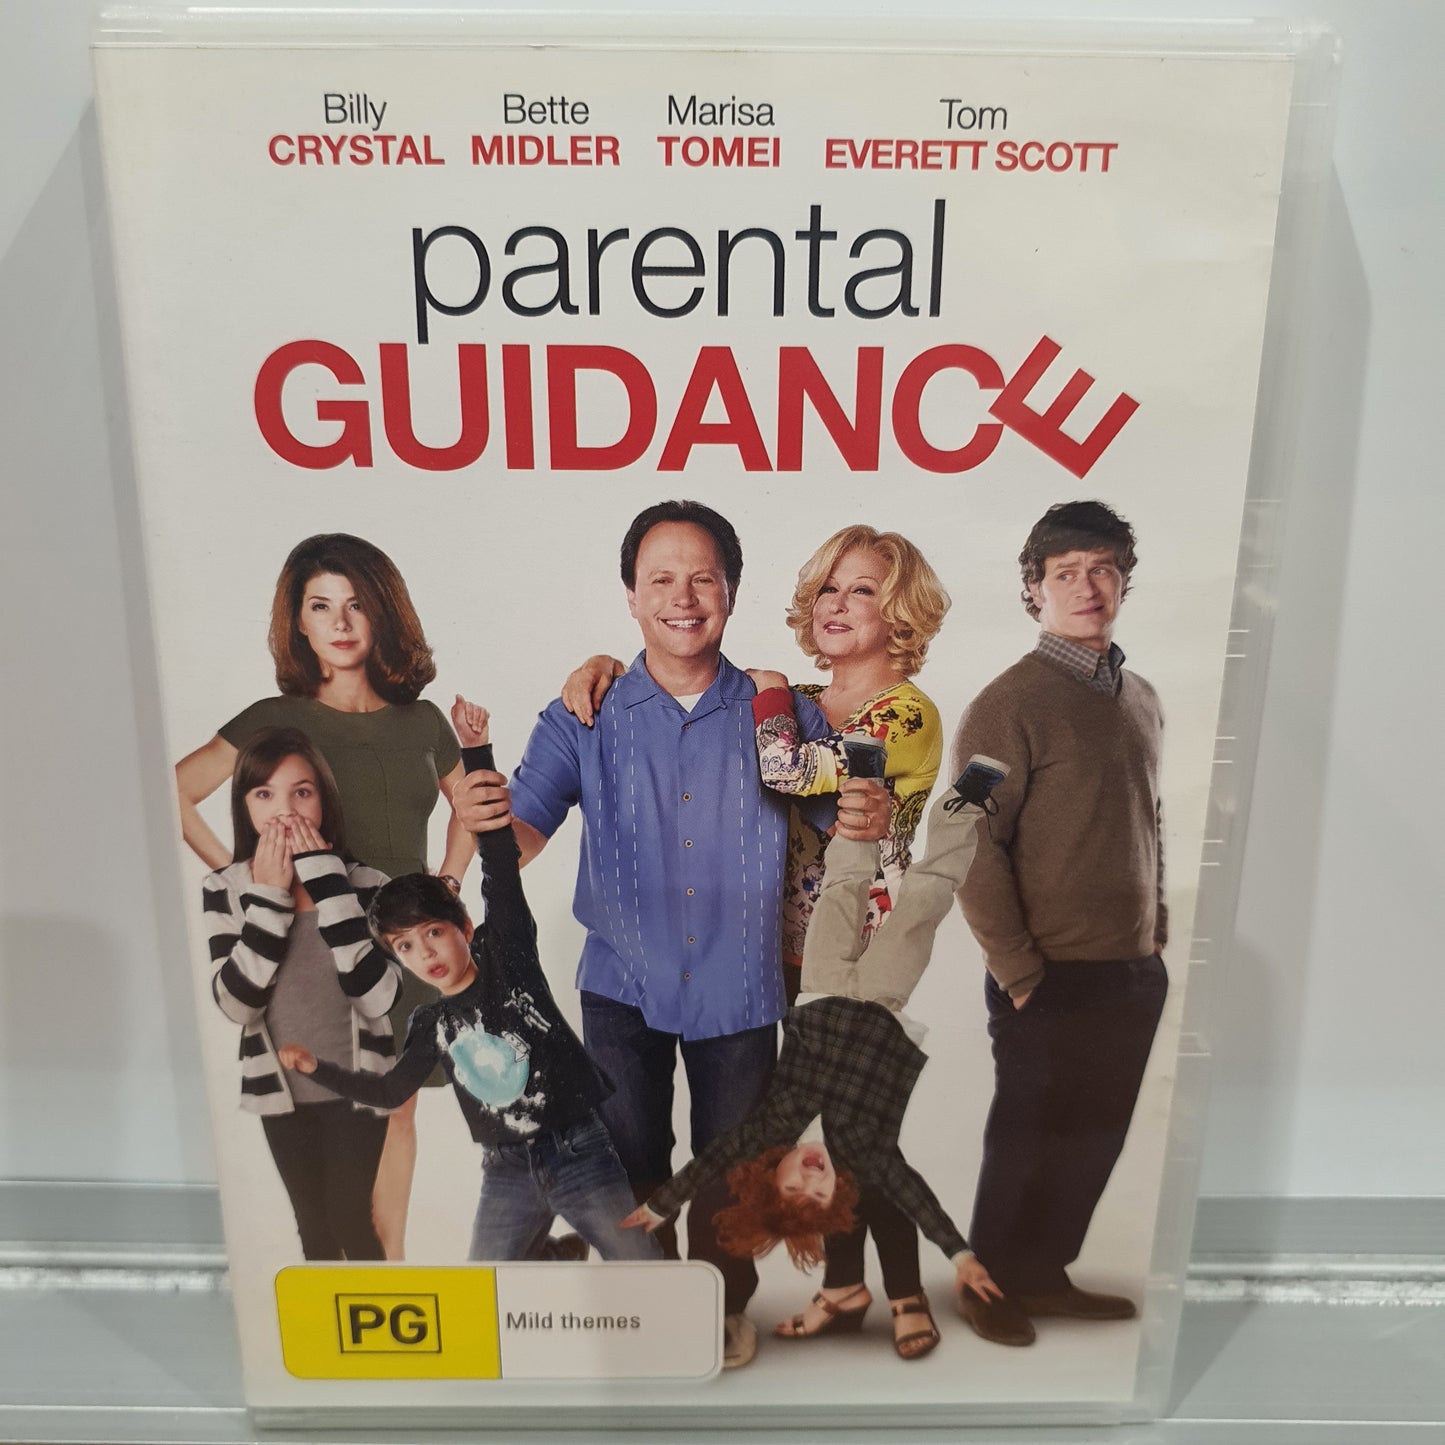 Billy Bette Marisa Tom
CRYSTAL MIDLER TOMEI EVERETT SCOTT
parental
GUIDANCE
PG Mild themes